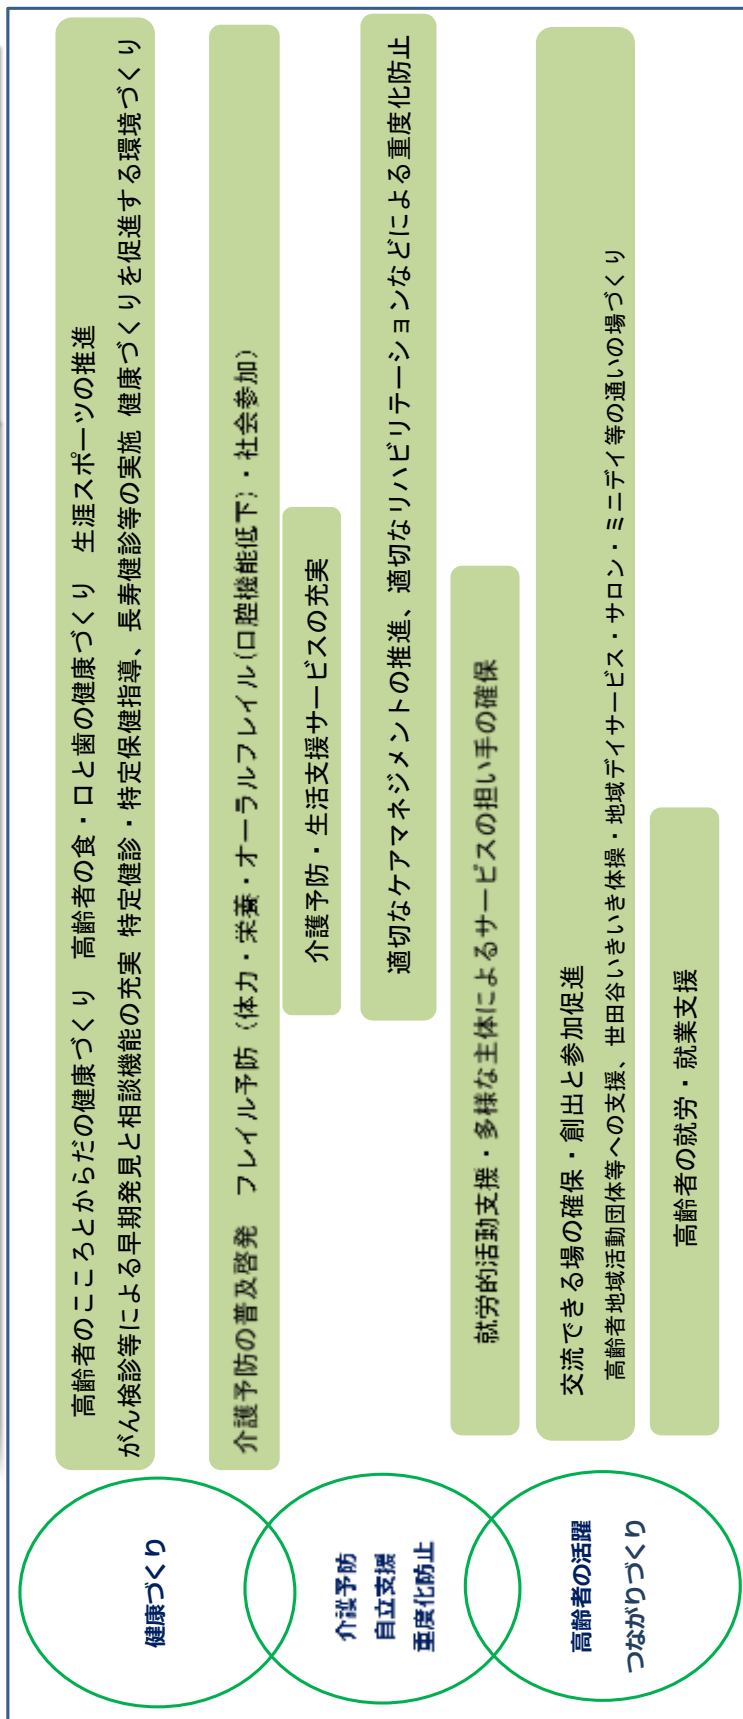 健康づくり
高齢者のこころとからだの健康づくり 高齢者の食・口と歯の健康づくり 生涯スポーツの推進
がん検診等による早期発見と相談機能の充実 特定健診・特定保健指導、長寿健診等の実施 健康づくりを促進する環境づくり
介護予防の普及啓発 フレイル予防（体力・栄養・オーラルフレイル(口腔機能低下)・社会参加）
介護予防
自立支援
重度化防止
介護予防・生活支援サービスの充実
適切なケアマネジメントの推進、適切なリハビリテーションなどによる重度化防止
就労的活動支援・多様な主体によるサービスの担い手の確保
高齢者の活躍
つながりづくり
交流できる場の確保・創出と参加促進
高齢者地域活動団体等への支援、世田谷いきいき体操・地域デイサービス・サロン・ミニデイ等の通いの場づくり
高齢者の就労・就業支援